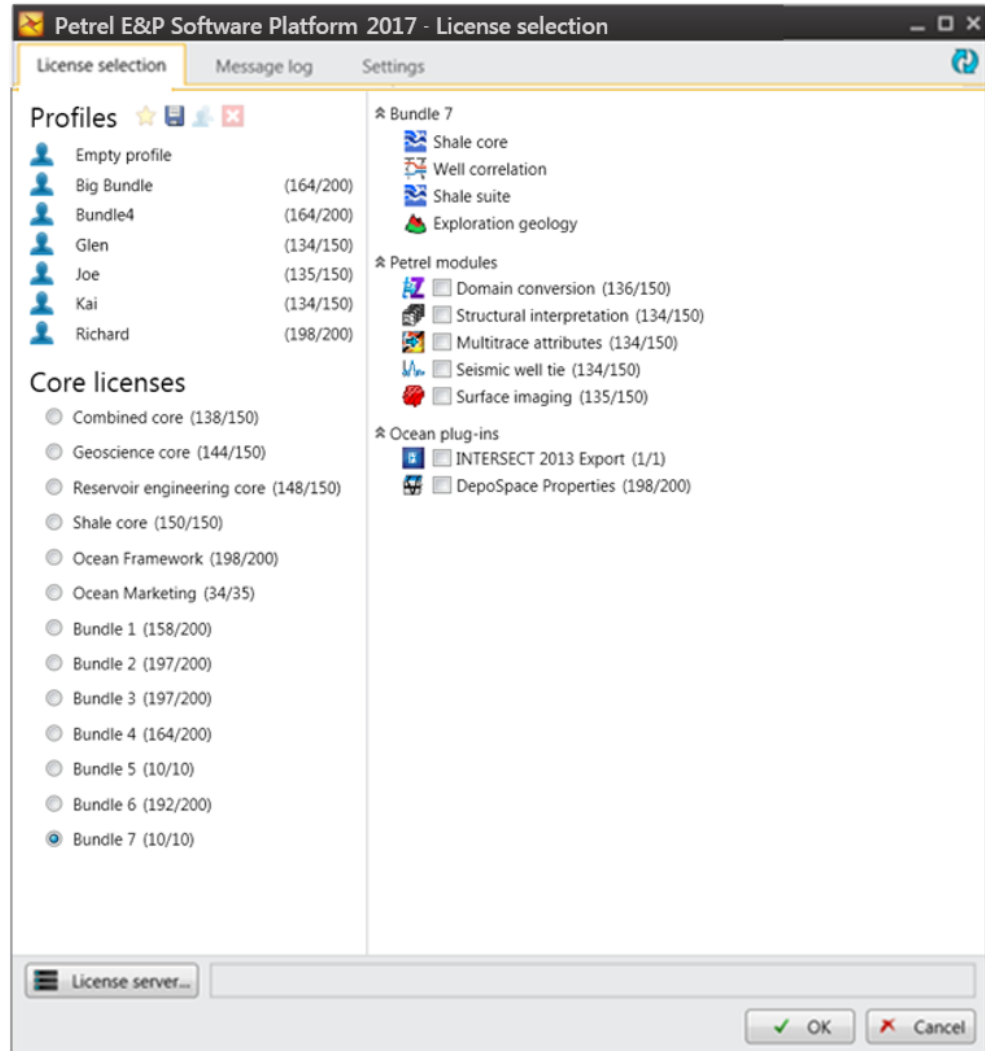 Petrel E&P Software Platform 2017 - License selection
License selection
Message log
Settings
Profiles
Empty profile
Big Bundle (164/200)
Bundle4 (164/200)
Glen (134/150)
Joe (135/150)
Kai (134/150)
Richard (198/200)
Core licenses
Combined core (138/150)
Geoscience core (144/150)
Reservoir engineering core (148/150)
Shale core (150/150)
Ocean Framework (198/200)
Ocean Marketing (34/35)
Bundle 1 (158/200)
Bundle 2 (197/200)
Bundle 3 (197/200)
Bundle 4 (164/200)
Bundle 5 (10/10)
Bundle 6 (192/200)
Bundle 7 (10/10)
Bundle 7
Shale core
Well correlation
Shale suite
Exploration geology
Petrel modules
Domain conversion (136/150)
Structural interpretation (134/150)
Multitrace attributes (134/150)
Seismic well tie (134/150)
Surface imaging (135/150)
Ocean plug-ins
INTERSECT 2013 Export (1/1)
DepoSpace Properties (198/200)
License server...
OK
Cancel